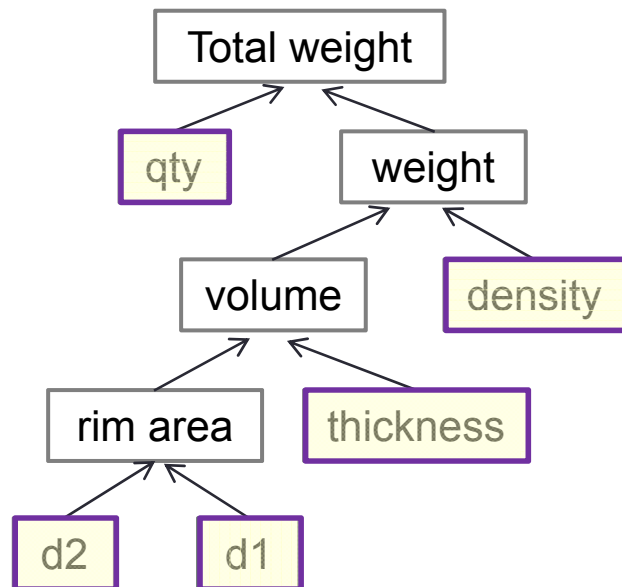 Total weight
qty
weight
volume
density
rim area
thickness
d2
d1